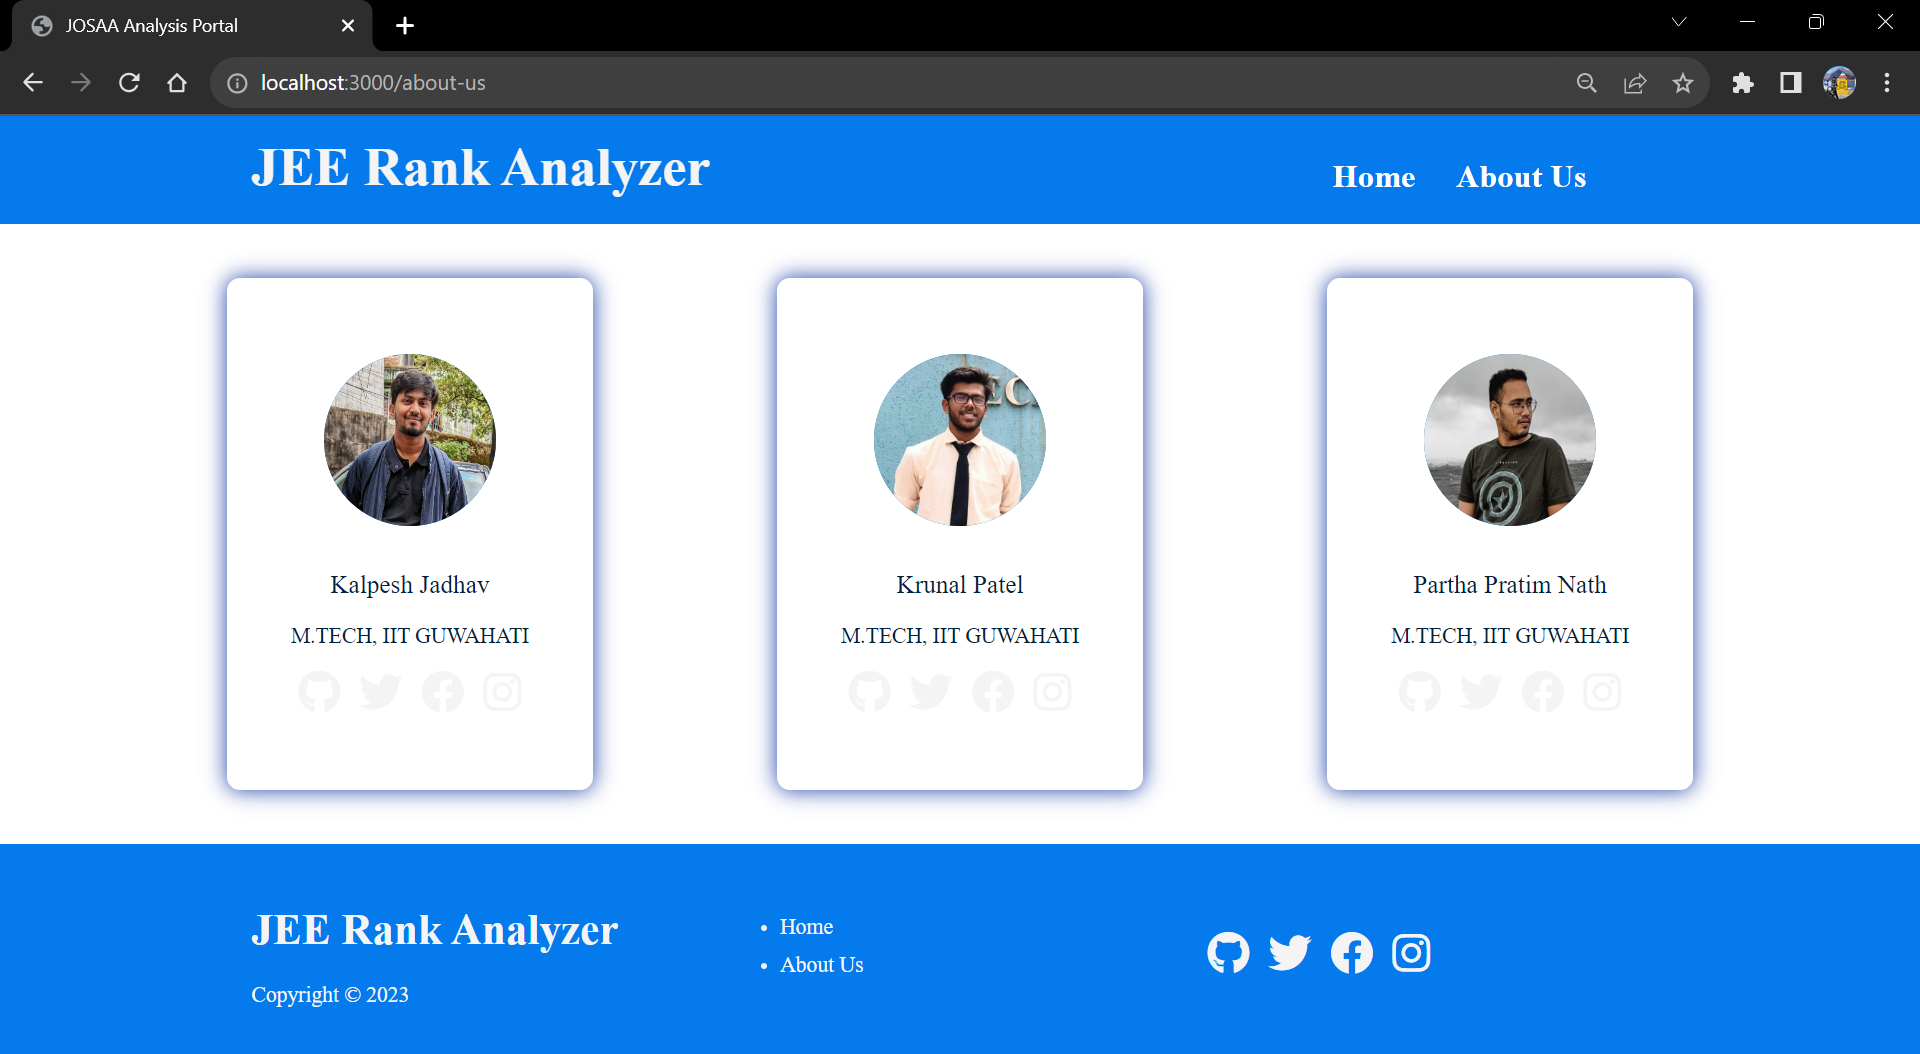 JOSAA Analysis Portal
localhost:3000/about-us
JEE Rank Analyzer
Home About Us
EC
Kalpesh Jadhav
M.TECH, IIT GUWAHATI
Krunal Patel
M.TECH, IIT GUWAHATI
Partha Pratim Nath
M.TECH, IIT GUWAHATI
JEE Rank Analyzer
Copyright © 2023
• Home
• About Us